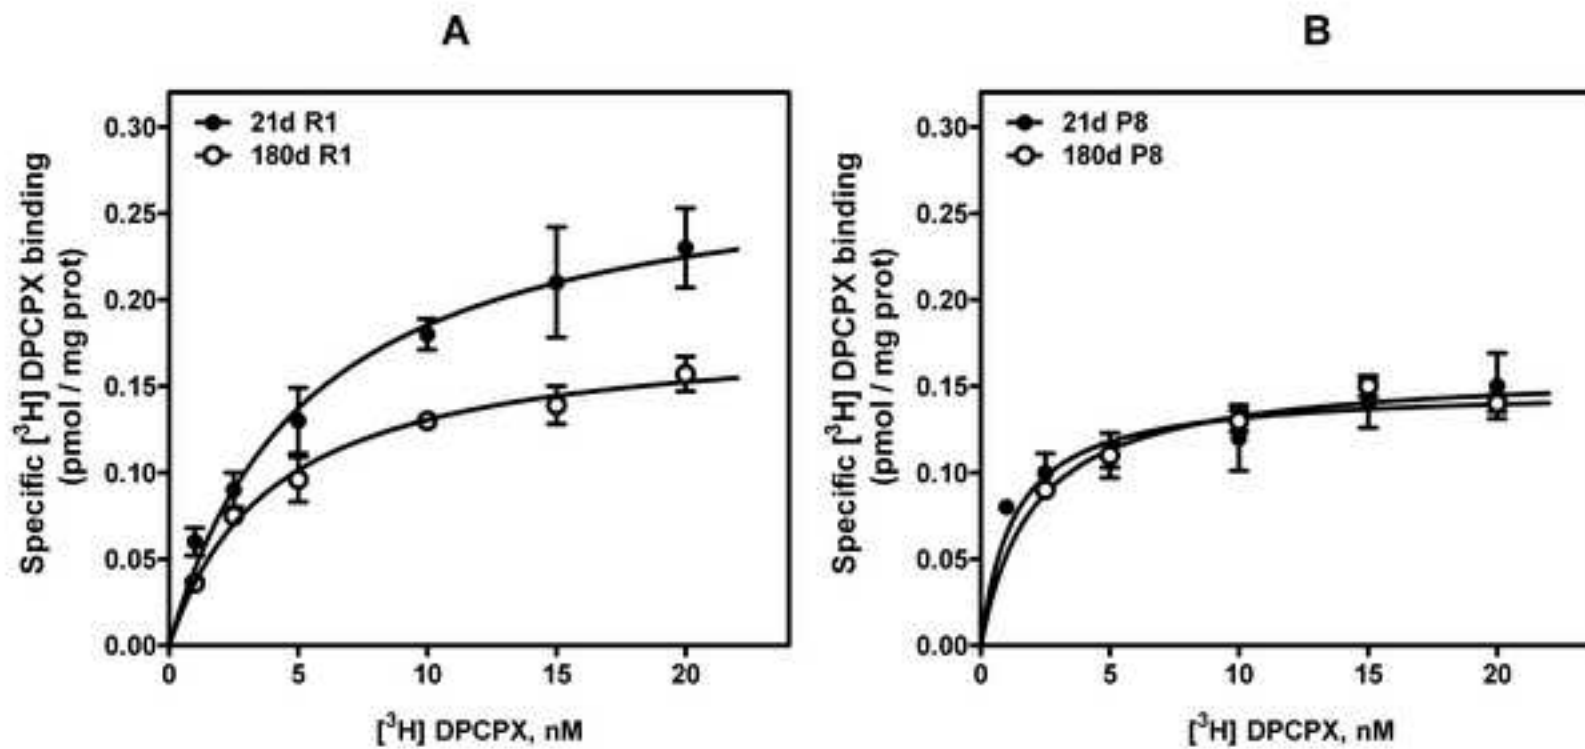 A
B
21d R1
180d R1
21d P8
180d P8
Specific [³H] DPCPX binding
(pmol / mg prot)
0.30
0.25
0.20
0.15
0.10
0.05
0.00
0
5
10
15
20
[³H] DPCPX, nM
Specific [³H] DPCPX binding
(pmol / mg prot)
0.30
0.25
0.20
0.15
0.10
0.05
0.00
0
5
10
15
20
[³H] DPCPX, nM